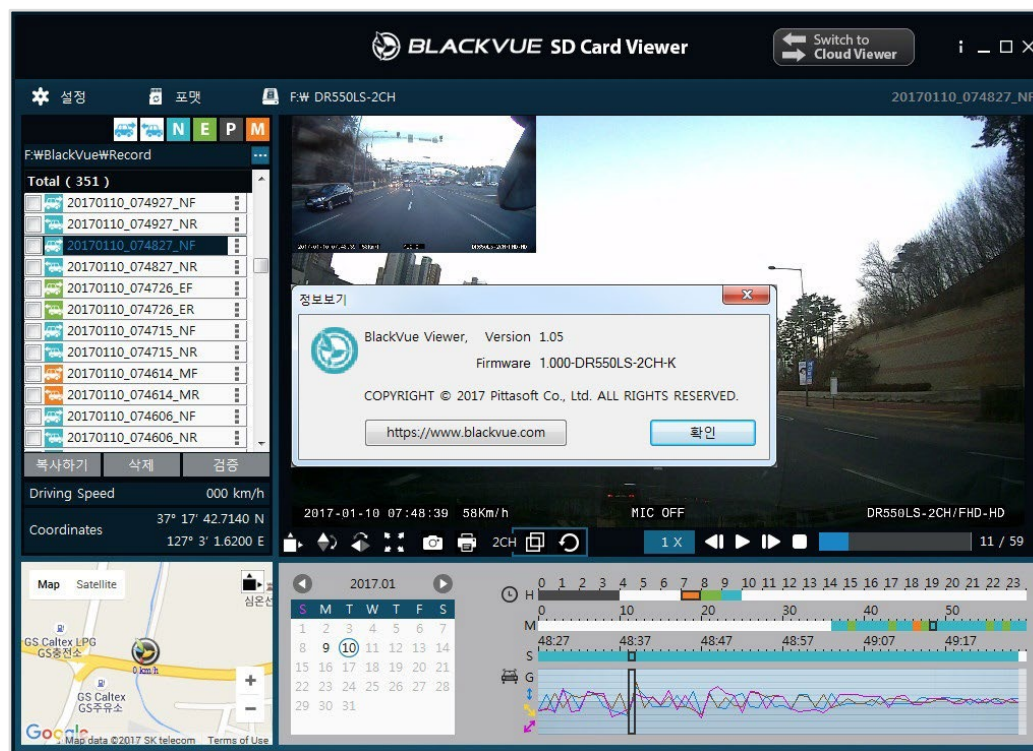 BLACKVUE SD Card Viewer
Switch to
Cloud Viewer
설정
포맷
F:₩ DR550LS-2CH
20170110_074827_NF
N E P M
F:₩BlackVue₩Record
Total ( 351 )
20170110_074927_NF
20170110_074927_NR
20170110_074827_NF
20170110_074827_NR
20170110_074726_EF
20170110_074726_ER
20170110_074715_NF
20170110_074715_NR
20170110_074614_MF
20170110_074614_MR
20170110_074606_NF
20170110_074606_NR
복사하기 삭제 검증
Driving Speed 000 km/h
Coordinates
37° 17' 42.7140 N
127° 3' 1.6200 E
정보보기
BlackVue Viewer, Version 1.05
Firmware 1.000-DR550LS-2CH-K
COPYRIGHT © 2017 Pittasoft Co., Ltd. ALL RIGHTS RESERVED.
https://www.blackvue.com
확인
2017-01-10 07:48:39 58Km/h MIC OFF DR550LS-2CH/FHD-HD
2CH
1 X
11 / 59
Map Satellite
심온선
GS Caltex LPG
GS충전소
0 km/h
GS Caltex
GS주유소
Google
Map data ©2017 SK telecom Terms of Use
2017.01
S M T W T F S
1 2 3 4 5 6 7
8 9 10 11 12 13 14
15 16 17 18 19 20 21
22 23 24 25 26 27 28
29 30 31
H
0 1 2 3 4 5 6 7 8 9 10 11 12 13 14 15 16 17 18 19 20 21 22 23
M
0 10 20 30 40 50
S
48:27 48:37 48:47 48:57 49:07 49:17
G